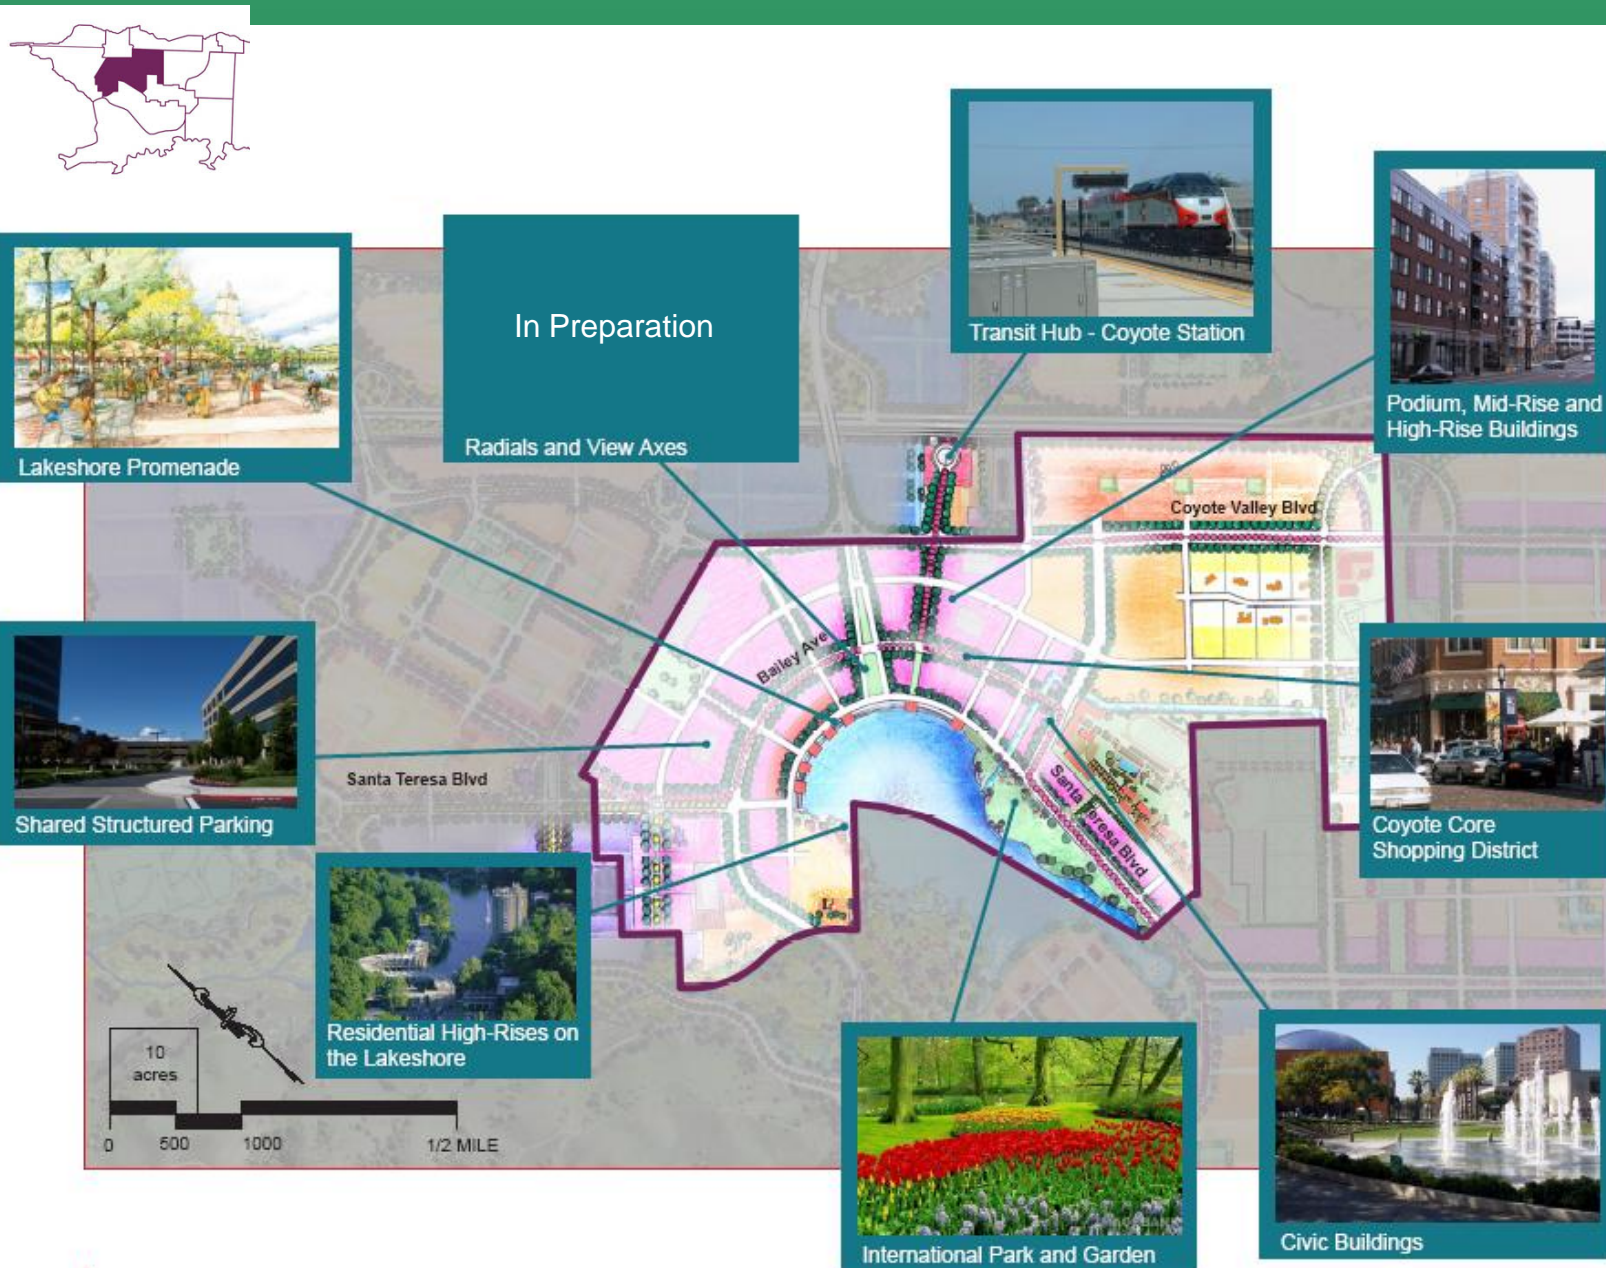 Transit Hub - Coyote Station
Podium, Mid-Rise and
High-Rise Buildings
In Preparation
Radials and View Axes
Lakeshore Promenade
Coyote Valley Blvd
Bailey Ave
Santa Teresa Blvd
Santa Teresa Blvd
Shared Structured Parking
Coyote Core
Shopping District
Residential High-Rises on
the Lakeshore
10
acres
0 500 1000 1/2 MILE
International Park and Garden
Civic Buildings